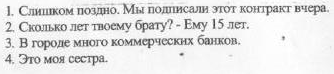 1. Слишком поздно. Мы подписали этот контракт вчера.
2. Сколько лет твоему брату? - Ему 15 лет.
3. В городе много коммерческих банков.
4. Это моя сестра.